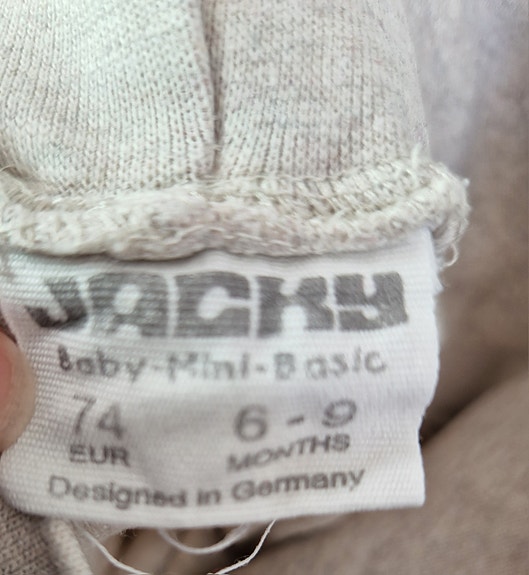 JACKY
Baby-Mini-Basic
74 6 - 9
EUR MONTHS
Designed in Germany